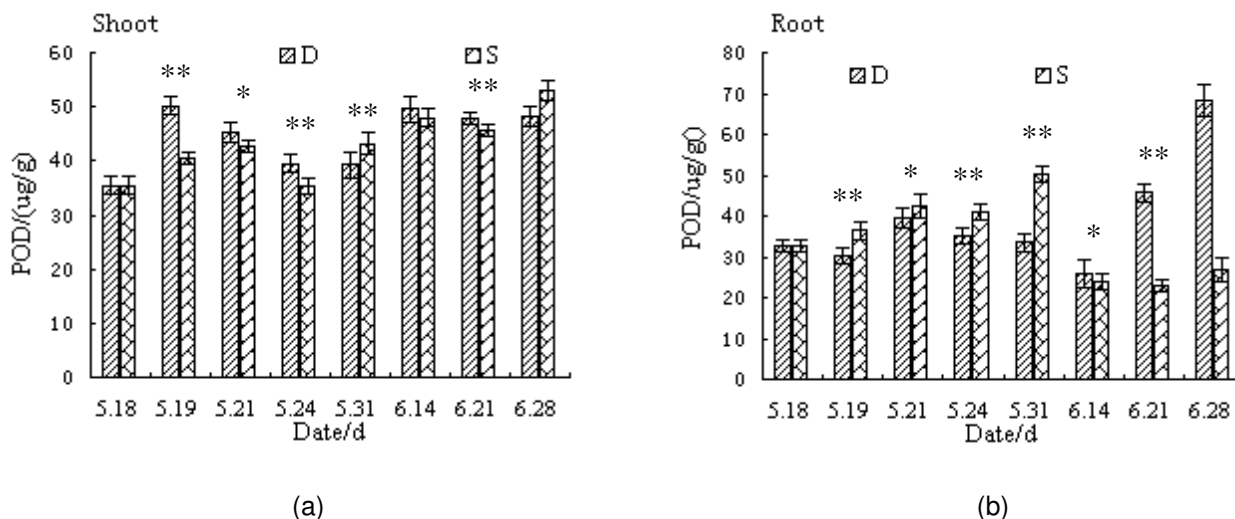 Shoot
D S
60
50
40
30
20
10
0
POD/(ug/g)
** * ** ** **
5.18 5.19 5.21 5.24 5.31 6.14 6.21 6.28
Date/d
(a)
Root
D S
80
70
60
50
40
30
20
10
0
POD/ug/g)
** * ** ** * **
5.18 5.19 5.21 5.24 5.31 6.14 6.21 6.28
Date/d
(b)